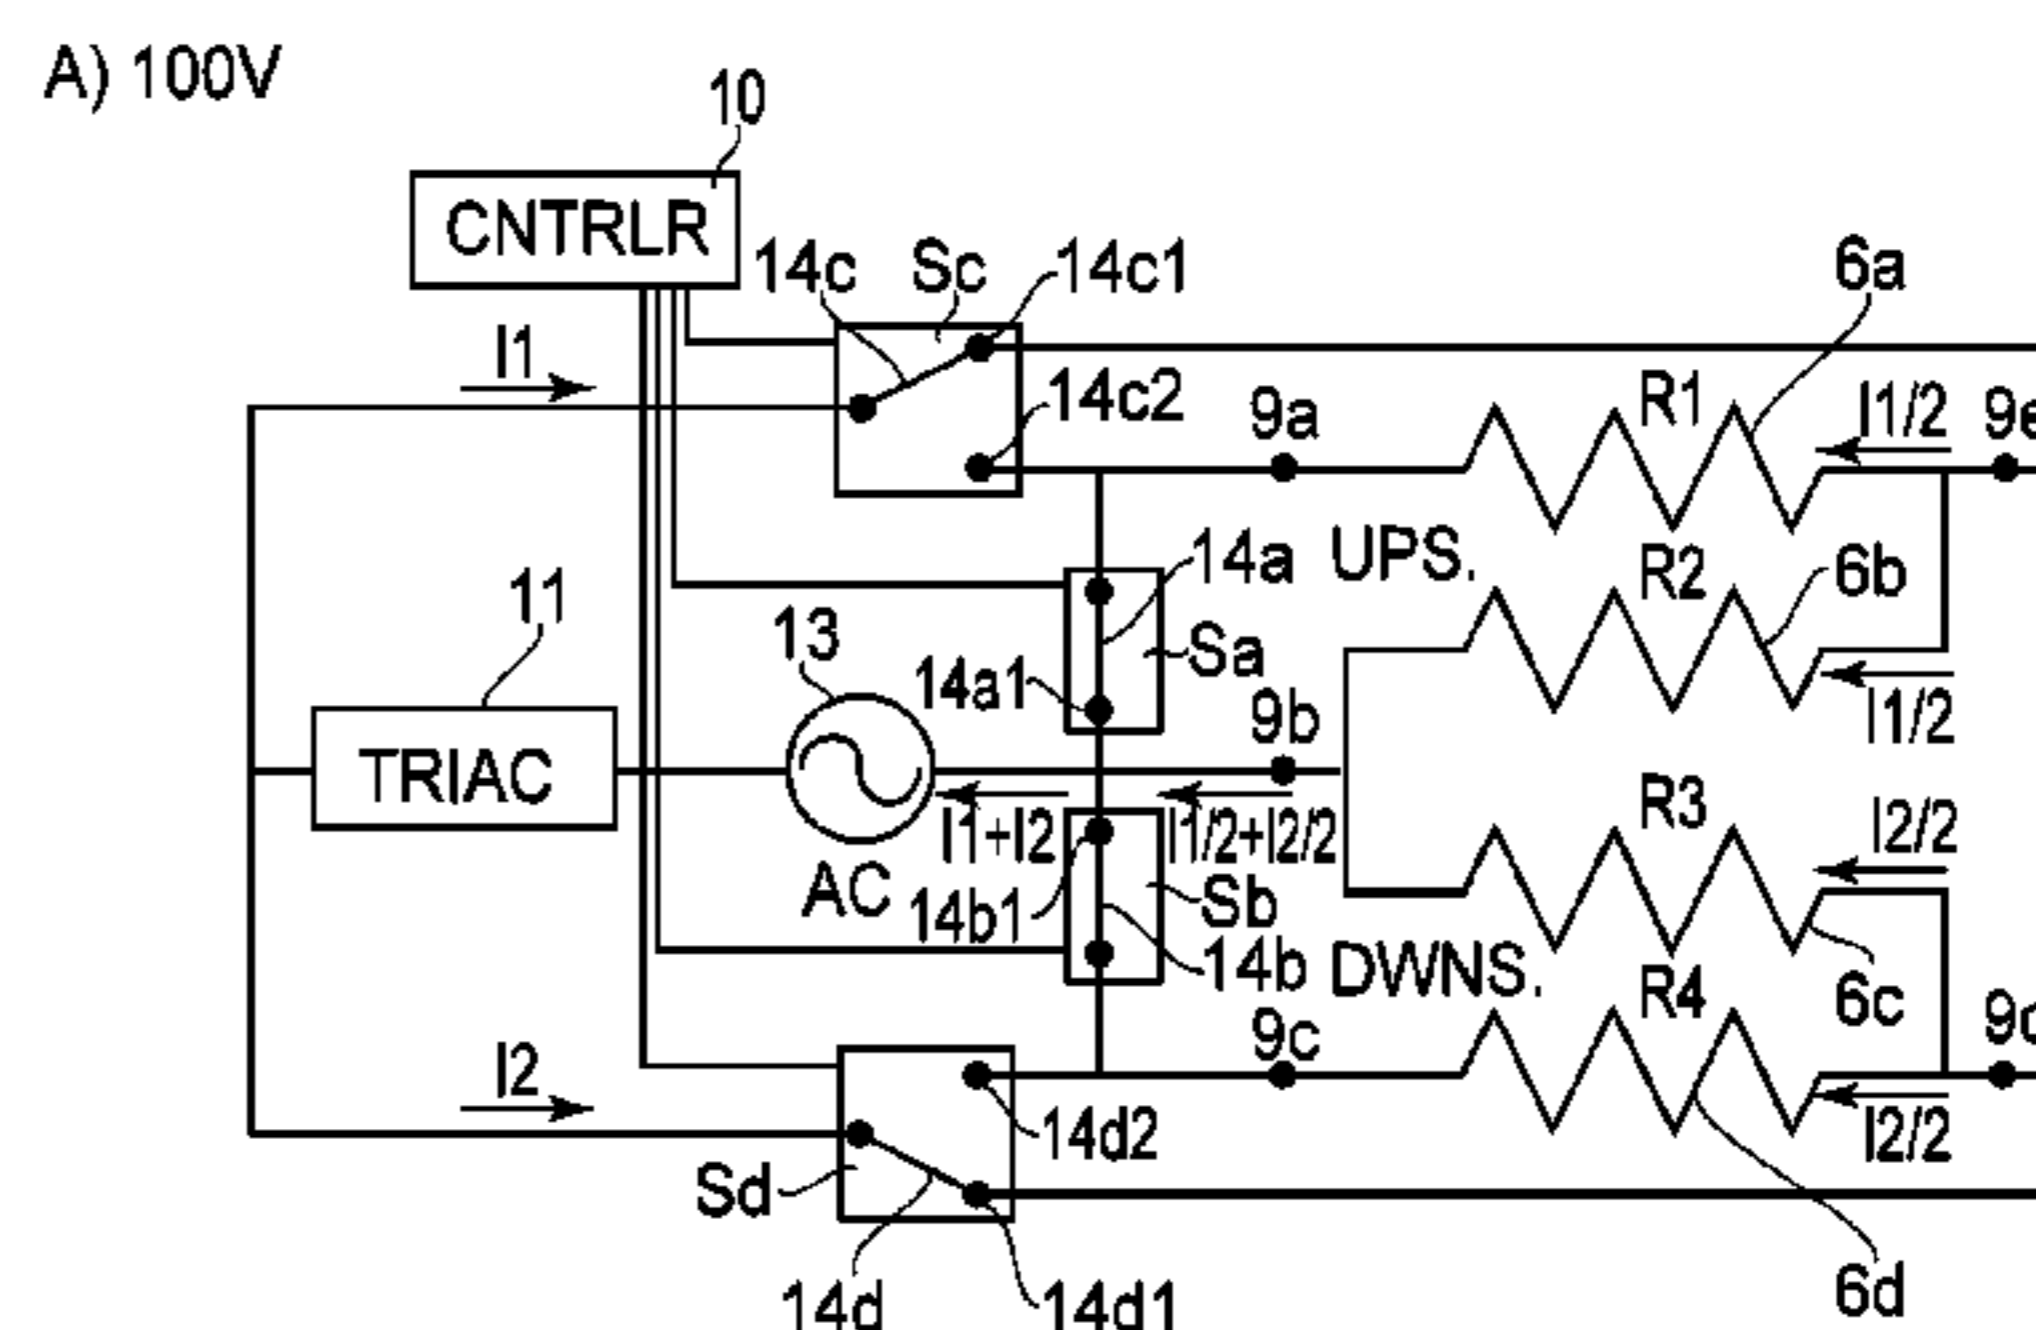 A) 100V
10
CNTRLR
14c
Sc
14c1
6a
I1
14c2
9a
R1
I1/2
9e
14a
UPS.
R2
6b
11
13
Sa
14a1
9b
I1/2
TRIAC
R3
I2/2
I1+I2
I1/2+I2/2
AC
14b1
Sb
14b
DWNS.
R4
6c
9c
I2
14d2
I2/2
Sd
14d
14d1
6d